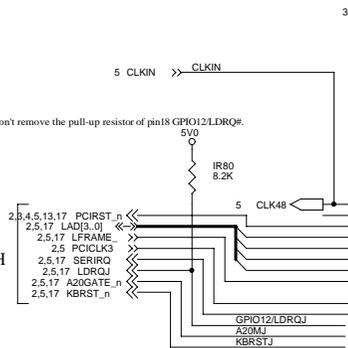 3
5 CLKIN
CLKIN
on't remove the pull-up resistor of pin18 GPIO12/LDRQ#.
5V0
IR80
8.2K
5 CLK48
2,3,4,5,13,17 PCIRST_n
2,5,17 LAD[3..0]
2,5,17 LFRAME_
2,5 PCICLK3
H
2,5,17 SERIRQ
2,5,17 LDRQJ
2,5,17 A20GATE_n
2,5,17 KBRST_n
GPIO12/LDRQJ
A20MJ
KBRSTJ